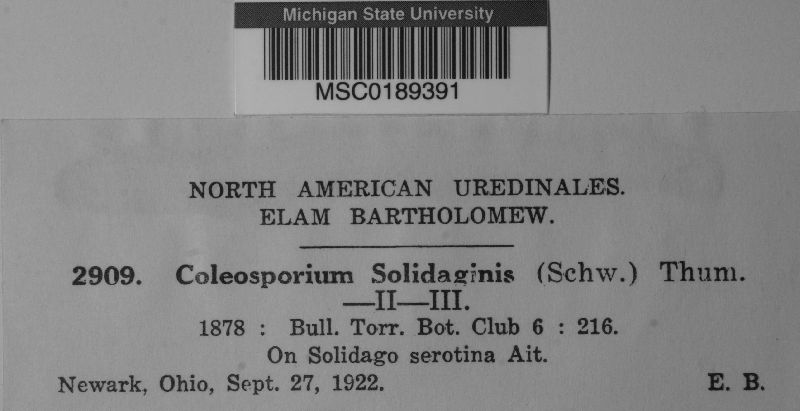 Michigan State University
MSC0189391
NORTH AMERICAN UREDINALES.
ELAM BARTHOLOMEW.
2909. Coleosporium Solidaginis (Schw.) Thum.
—II—III.
1878 : Bull. Torr. Bot. Club 6 : 216.
On Solidago serotina Ait.
Newark, Ohio, Sept. 27, 1922. E. B.